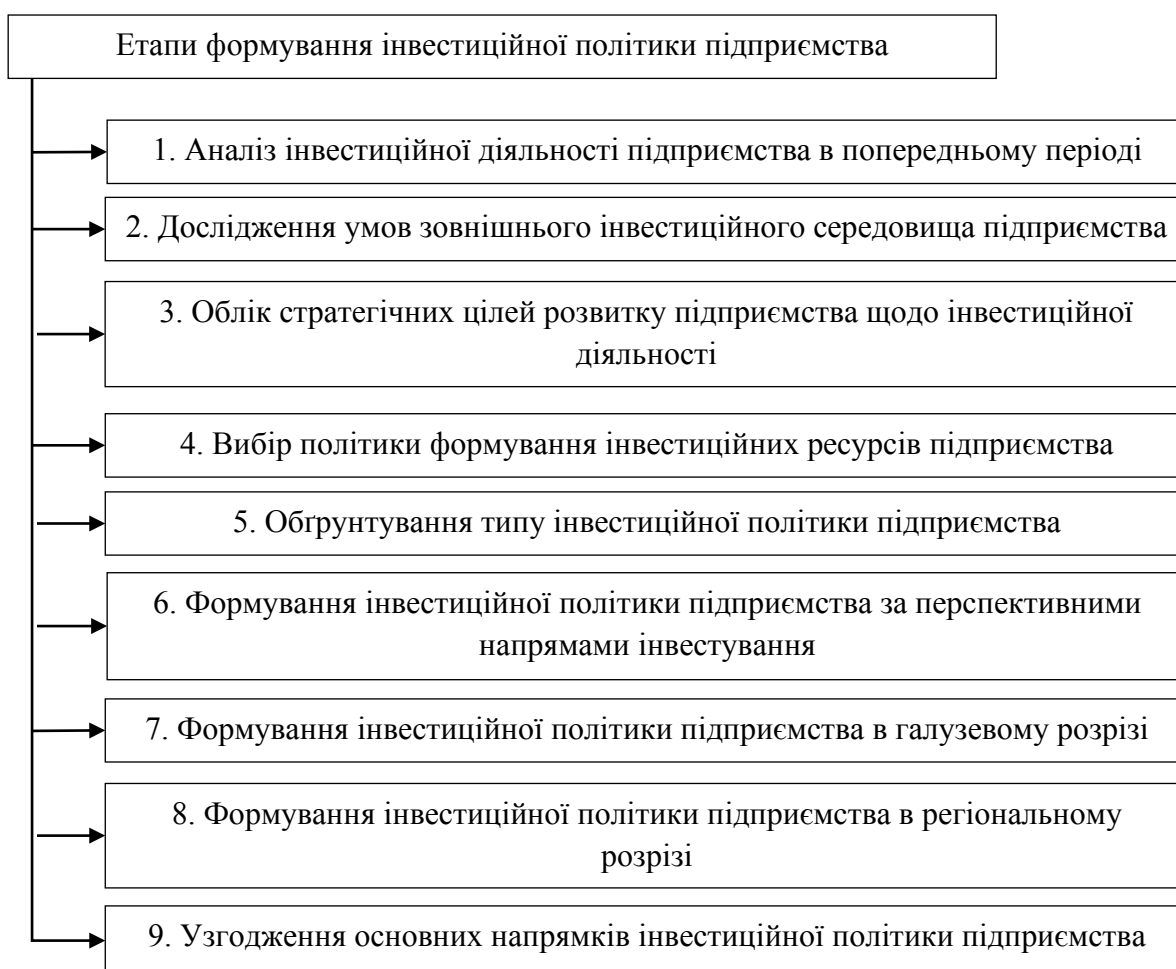 Етапи формування інвестиційної політики підприємства
1. Аналіз інвестиційної діяльності підприємства в попередньому періоді
2. Дослідження умов зовнішнього інвестиційного середовища підприємства
3. Облік стратегічних цілей розвитку підприємства щодо інвестиційної
діяльності
4. Вибір політики формування інвестиційних ресурсів підприємства
5. Обґрунтування типу інвестиційної політики підприємства
6. Формування інвестиційної політики підприємства за перспективними
напрямами інвестування
7. Формування інвестиційної політики підприємства в галузевому розрізі
8. Формування інвестиційної політики підприємства в регіональному
розрізі
9. Узгодження основних напрямків інвестиційної політики підприємства